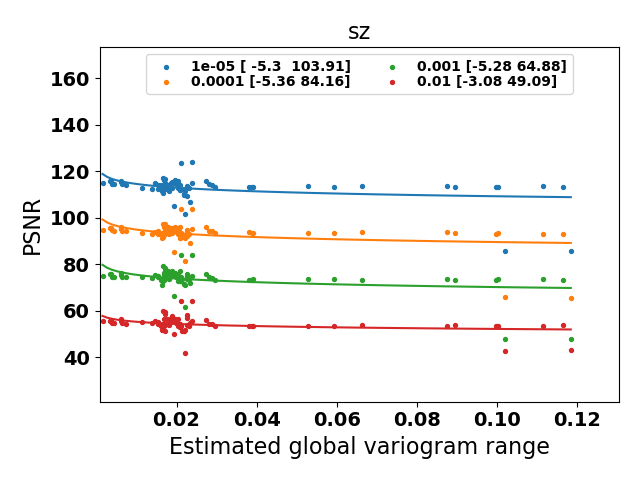 sz
1e-05 [ -5.3  103.91]
0.0001 [-5.36 84.16]
0.001 [-5.28 64.88]
0.01 [-3.08 49.09]
PSNR
160
140
120
100
80
60
40
0.02 0.04 0.06 0.08 0.10 0.12
Estimated global variogram range